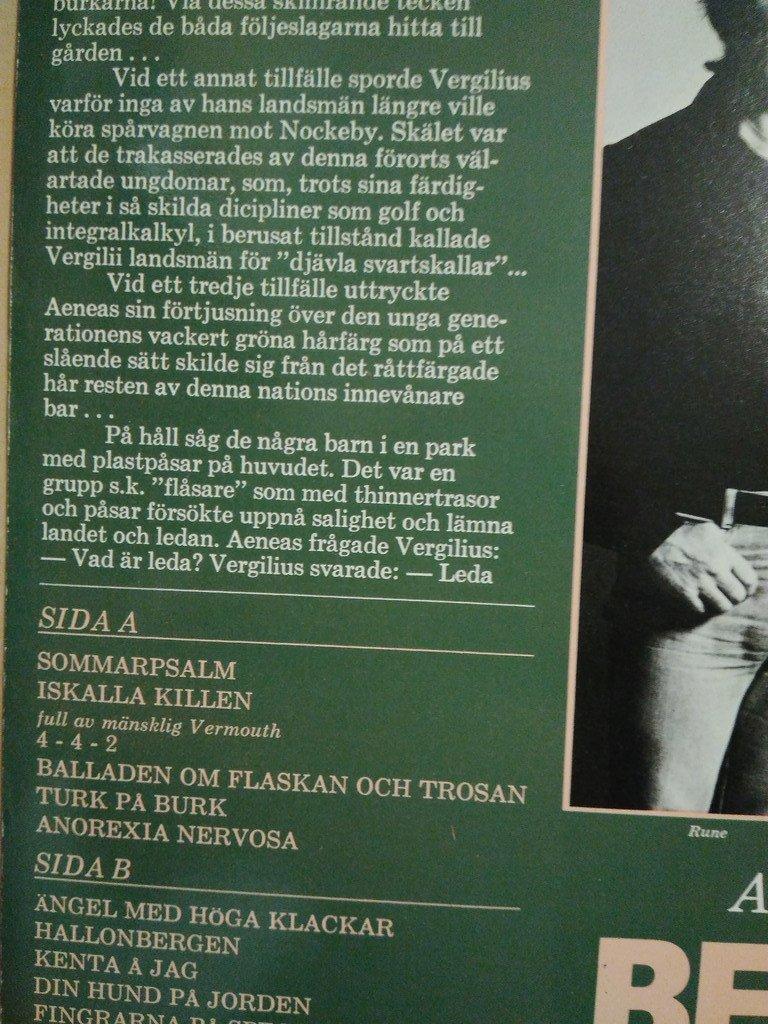 burkarna! Via dessa skimrande tecken
lyckades de båda följeslagarna hitta till
gården . . .
Vid ett annat tillfälle sporde Vergilius
varför inga av hans landsmän längre ville
köra spårvagnen mot Nockeby. Skälet var
att de trakasserades av denna förorts väl-
artade ungdomar, som, trots sina färdig-
heter i så skilda dicipliner som golf och
integralkalkyl, i berusat tillstånd kallade
Vergilii landsmän för ”djävla svartskallar”...
Vid ett tredje tillfälle uttryckte
Aeneas sin förtjusning över den unga gene-
rationens vackert gröna hårfärg som på ett
slående sätt skilde sig från det råttfärgade
hår resten av denna nations innevånare
bar . . .
På håll såg de några barn i en park
med plastpåsar på huvudet. Det var en
grupp s.k. ”flåsare” som med thinnertrasor
och påsar försökte uppnå salighet och lämna
landet och ledan. Aeneas frågade Vergilius:
— Vad är leda? Vergilius svarade: — Leda
SIDA A
SOMMARPSALM
ISKALLA KILLEN
full av mänsklig Vermouth
4 - 4 - 2
BALLADEN OM FLASKAN OCH TROSAN
TURK PÅ BURK
ANOREXIA NERVOSA
Rune
SIDA B
ÄNGEL MED HÖGA KLACKAR
HALLONBERGEN
KENTA Å JAG
DIN HUND PÅ JORDEN
FINGRARNA PÅ
A
BE